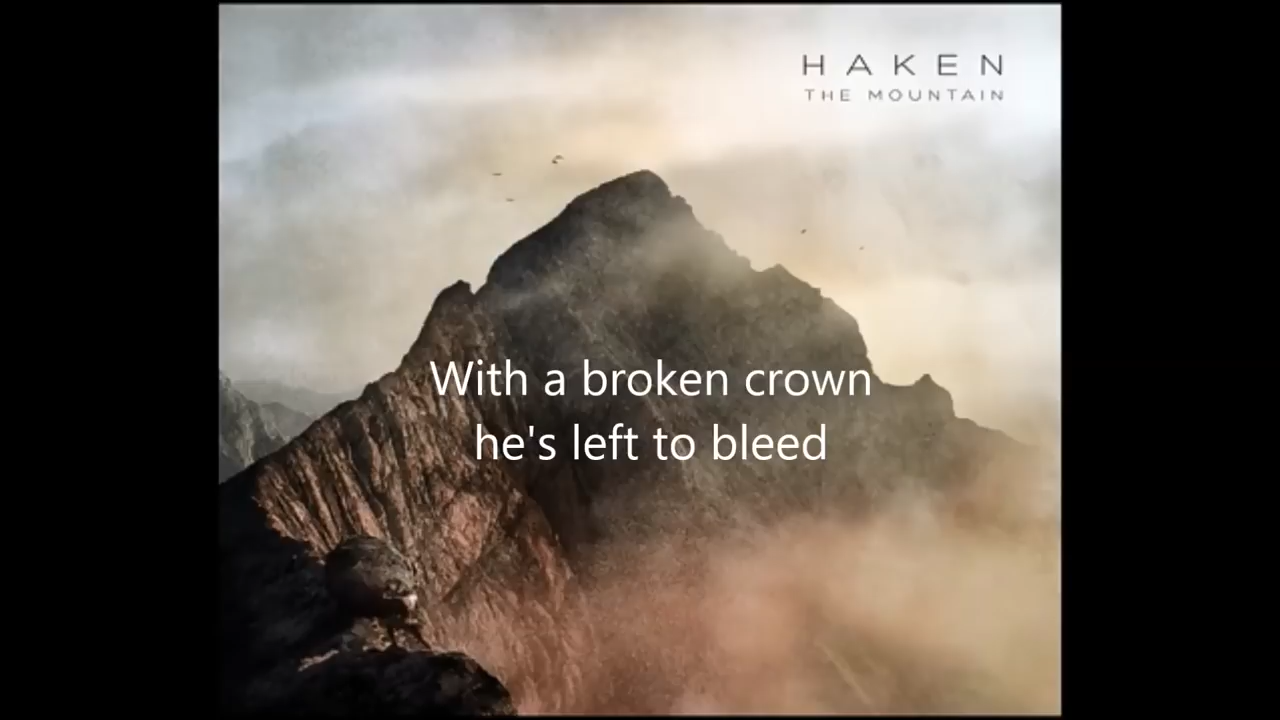 HAKEN
THE MOUNTAIN
With a broken crown
he's left to bleed